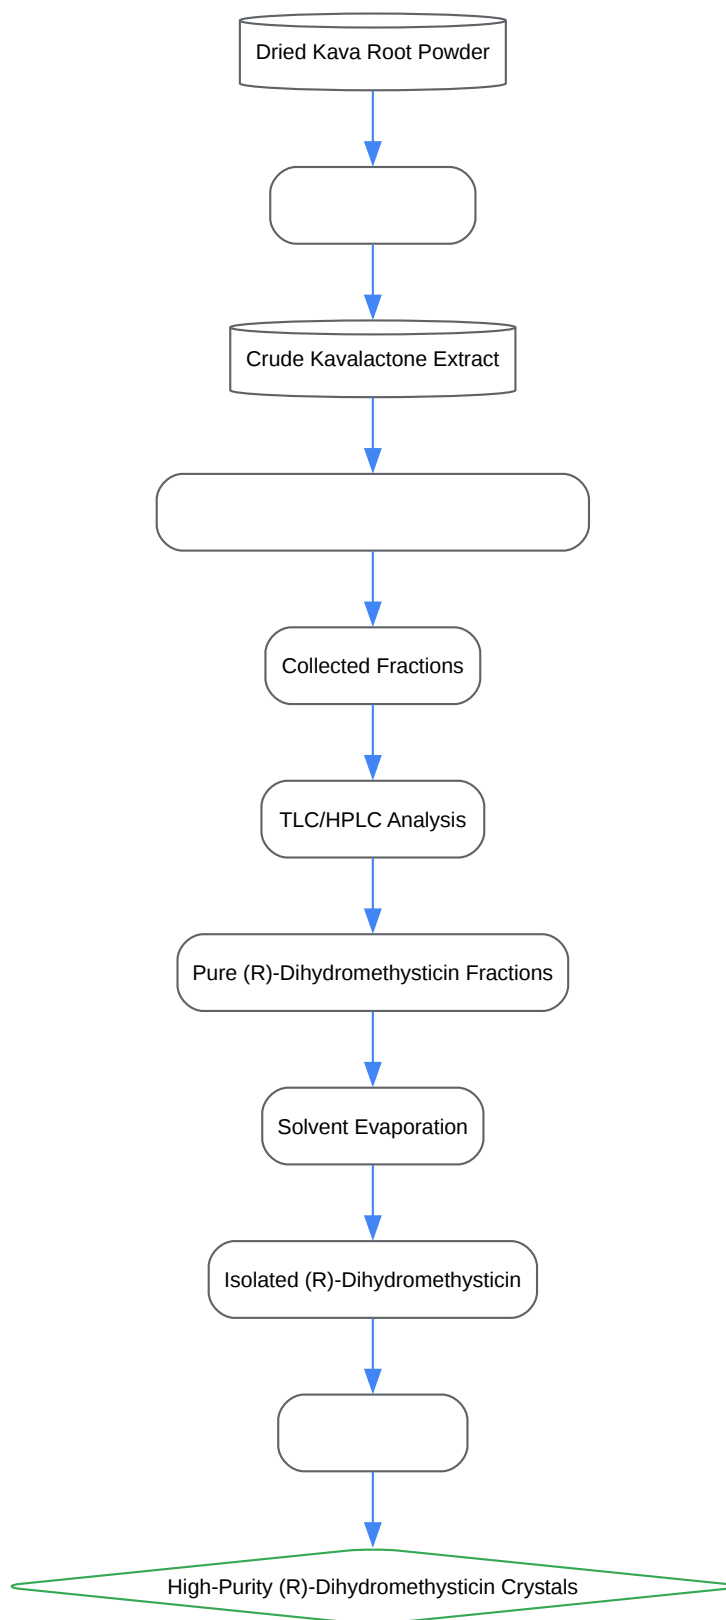 Dried Kava Root Powder
Crude Kavalactone Extract
Collected Fractions
TLC/HPLC Analysis
Pure (R)-Dihydromethysticin Fractions
Solvent Evaporation
Isolated (R)-Dihydromethysticin
High-Purity (R)-Dihydromethysticin Crystals